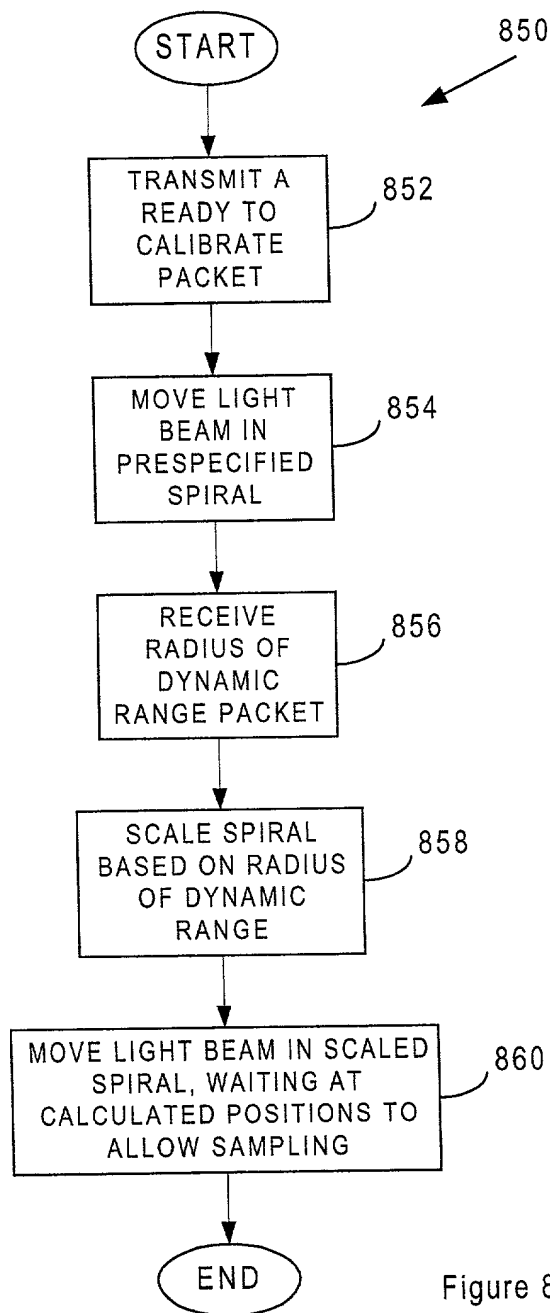 START
850
TRANSMIT A
READY TO
CALIBRATE
PACKET
852
MOVE LIGHT
BEAM IN
PRESPECIFIED
SPIRAL
854
RECEIVE
RADIUS OF
DYNAMIC
RANGE PACKET
856
SCALE SPIRAL
BASED ON RADIUS
OF DYNAMIC
RANGE
858
MOVE LIGHT BEAM IN SCALED
SPIRAL, WAITING AT
CALCULATED POSITIONS TO
ALLOW SAMPLING
860
END
Figure 8